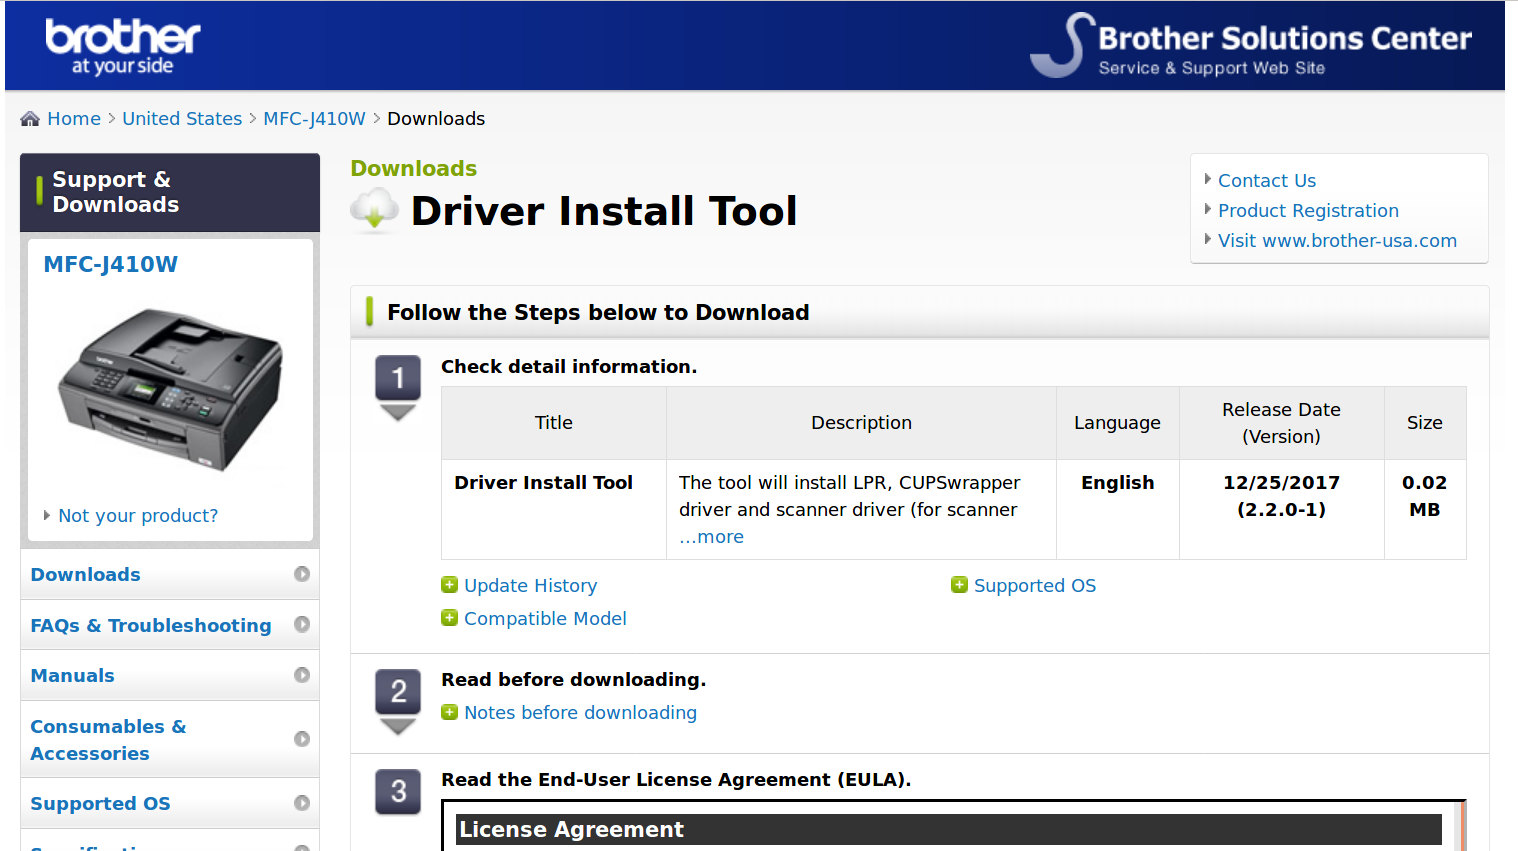 brother
at your side
Brother Solutions Center
Service & Support Web Site
Home > United States > MFC-J410W > Downloads
Support &
Downloads
MFC-J410W
Not your product?
Downloads
FAQs & Troubleshooting
Manuals
Consumables &
Accessories
Supported OS
Downloads
Driver Install Tool
Contact Us
Product Registration
Visit www.brother-usa.com
Follow the Steps below to Download
1
Check detail information.
Title Description Language Release Date (Version) Size
Driver Install Tool
The tool will install LPR, CUPSwrapper
driver and scanner driver (for scanner
...more
English
12/25/2017
(2.2.0-1)
0.02
MB
Update History
Supported OS
Compatible Model
2
Read before downloading.
Notes before downloading
3
Read the End-User License Agreement (EULA).
License Agreement